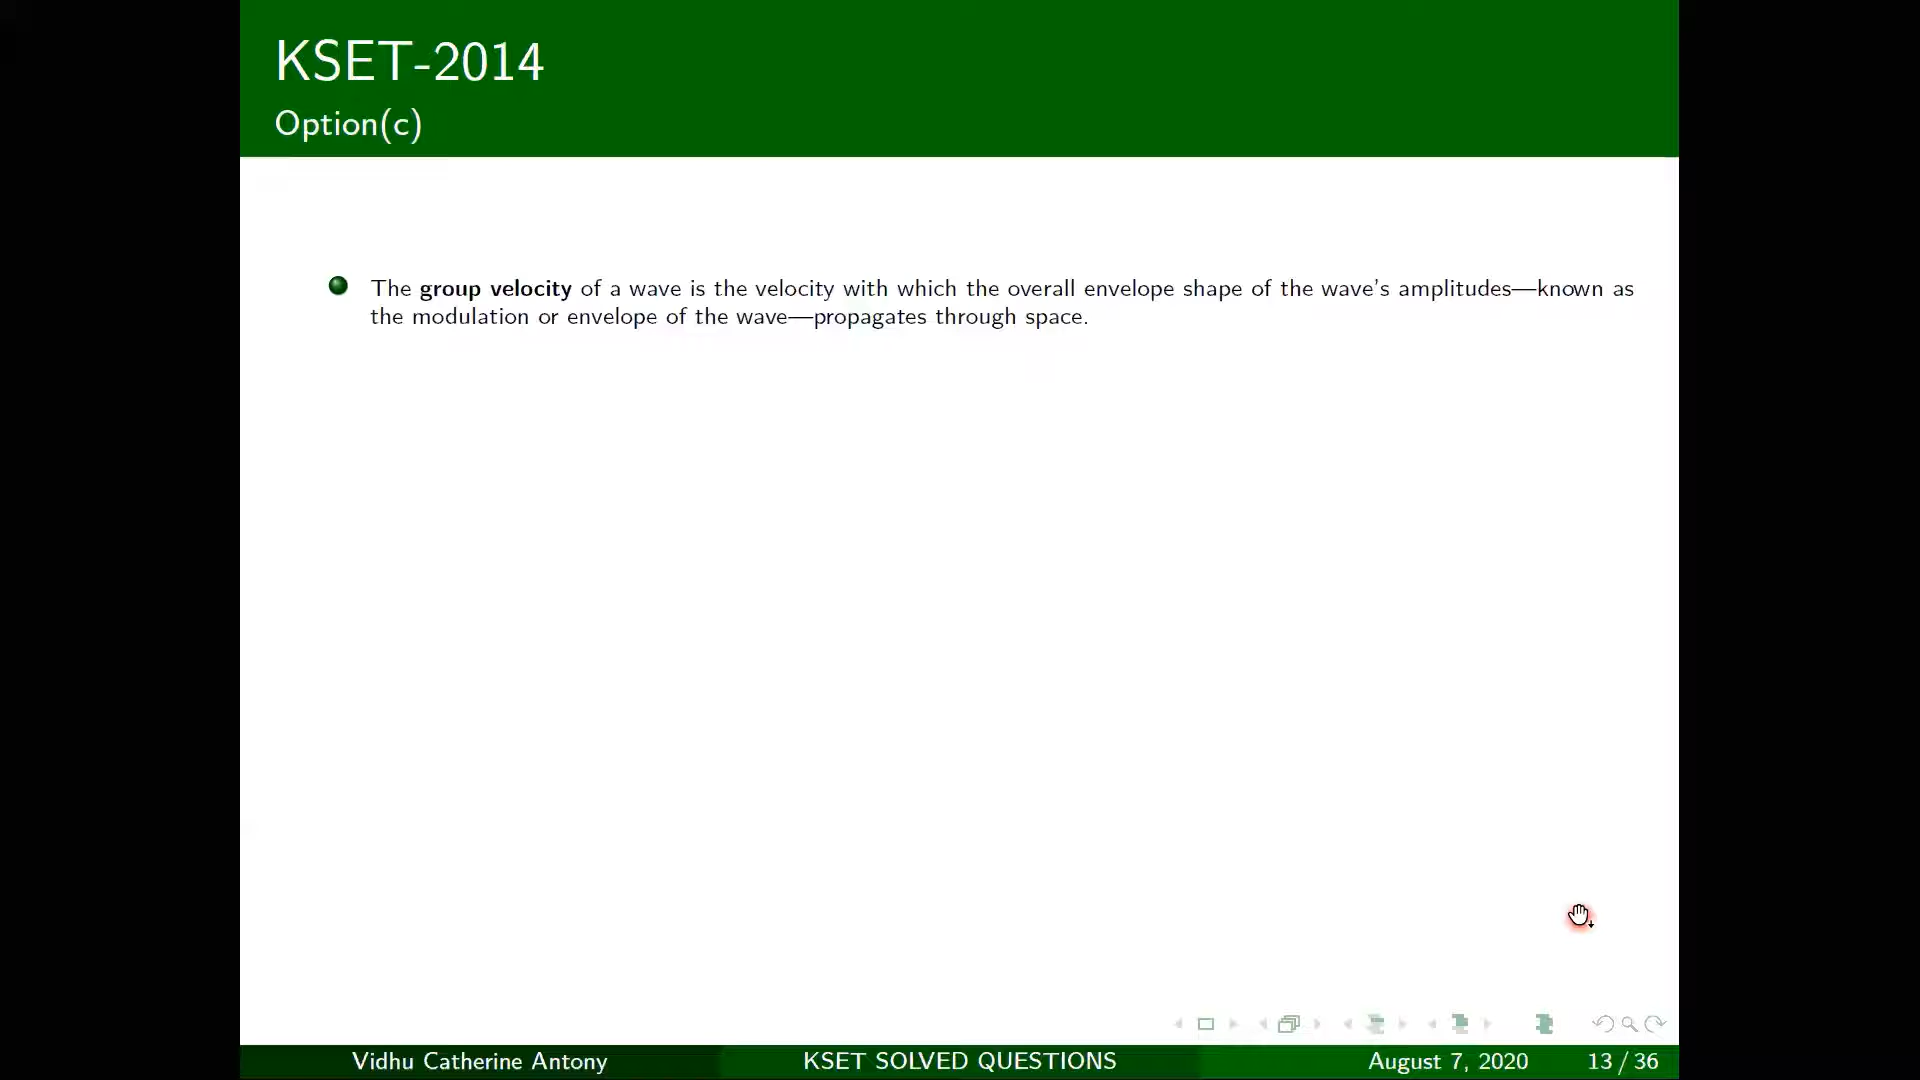 KSET-2014
Option(c)
The group velocity of a wave is the velocity with which the overall envelope shape of the wave's amplitudes—known as
the modulation or envelope of the wave—propagates through space.
Vidhu Catherine Antony
KSET SOLVED QUESTIONS
August 7, 2020
13 / 36